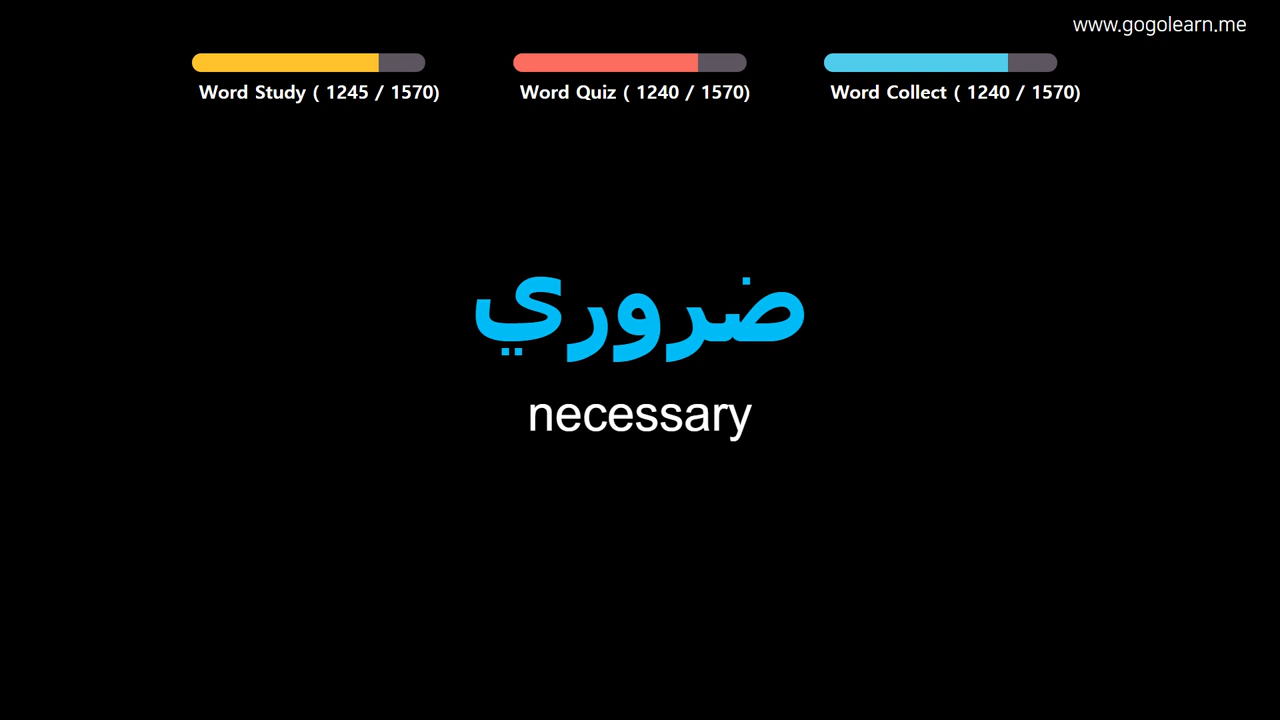 www.gogolearn.me
Word Study ( 1245 / 1570)
Word Quiz ( 1240 / 1570)
Word Collect ( 1240 / 1570)
ضروري
necessary